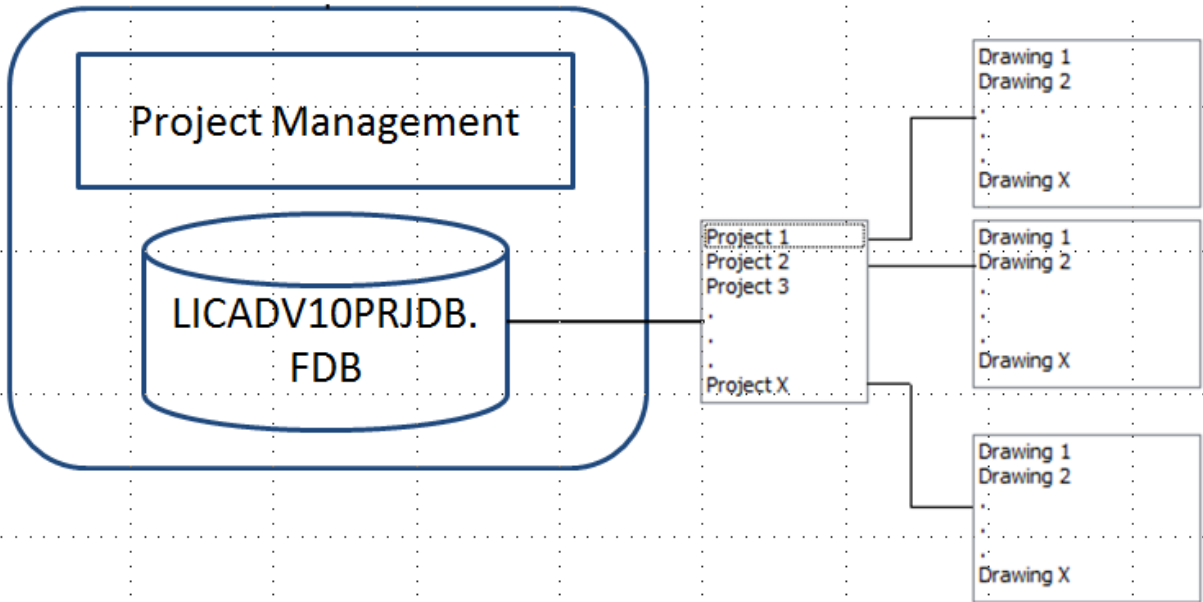 Project Management
LICADV10PRJDB.
FDB
Project 1
Project 2
Project 3
.
.
.
Project X
Drawing 1
Drawing 2
.
.
.
Drawing X
Drawing 1
Drawing 2
.
.
.
Drawing X
Drawing 1
Drawing 2
.
.
.
Drawing X